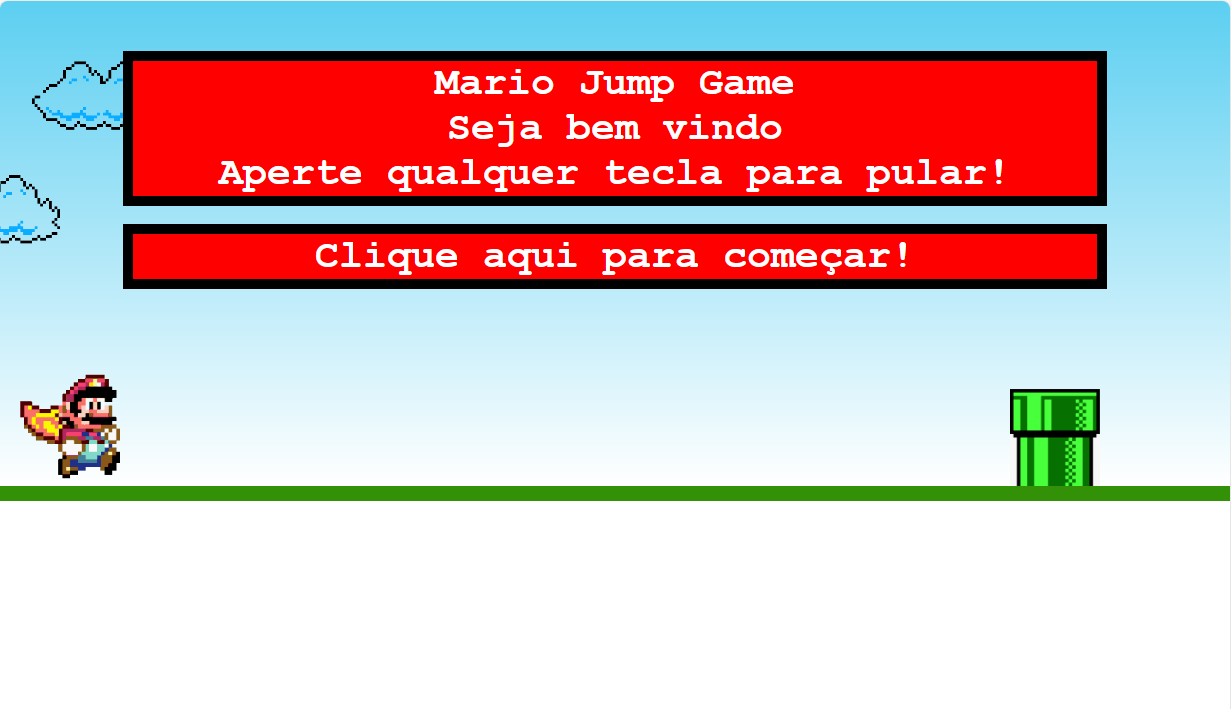 Mario Jump Game
Seja bem vindo
Aperte qualquer tecla para pular!
Clique aqui para começar!